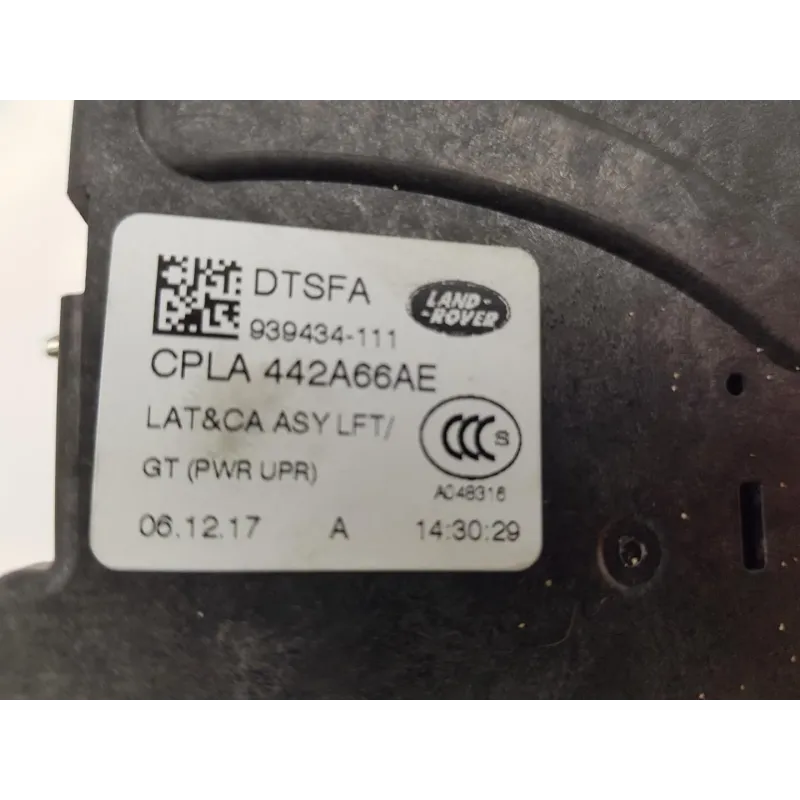 DTSFA
LAND-
-ROVER
939434-111
CPLA 442A66AE
LAT&CA ASY LFT/
GT (PWR UPR)
CCC S
A048316
06.12.17 A 14:30:29